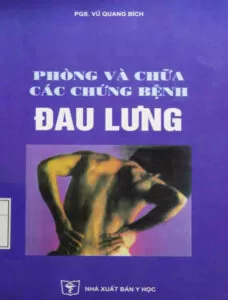 PGS. VŨ QUANG BÍCH
PHÒNG VÀ CHỮA
CÁC CHỨNG BỆNH
ĐAU LƯNG
NHÀ XUẤT BẢN Y HỌC